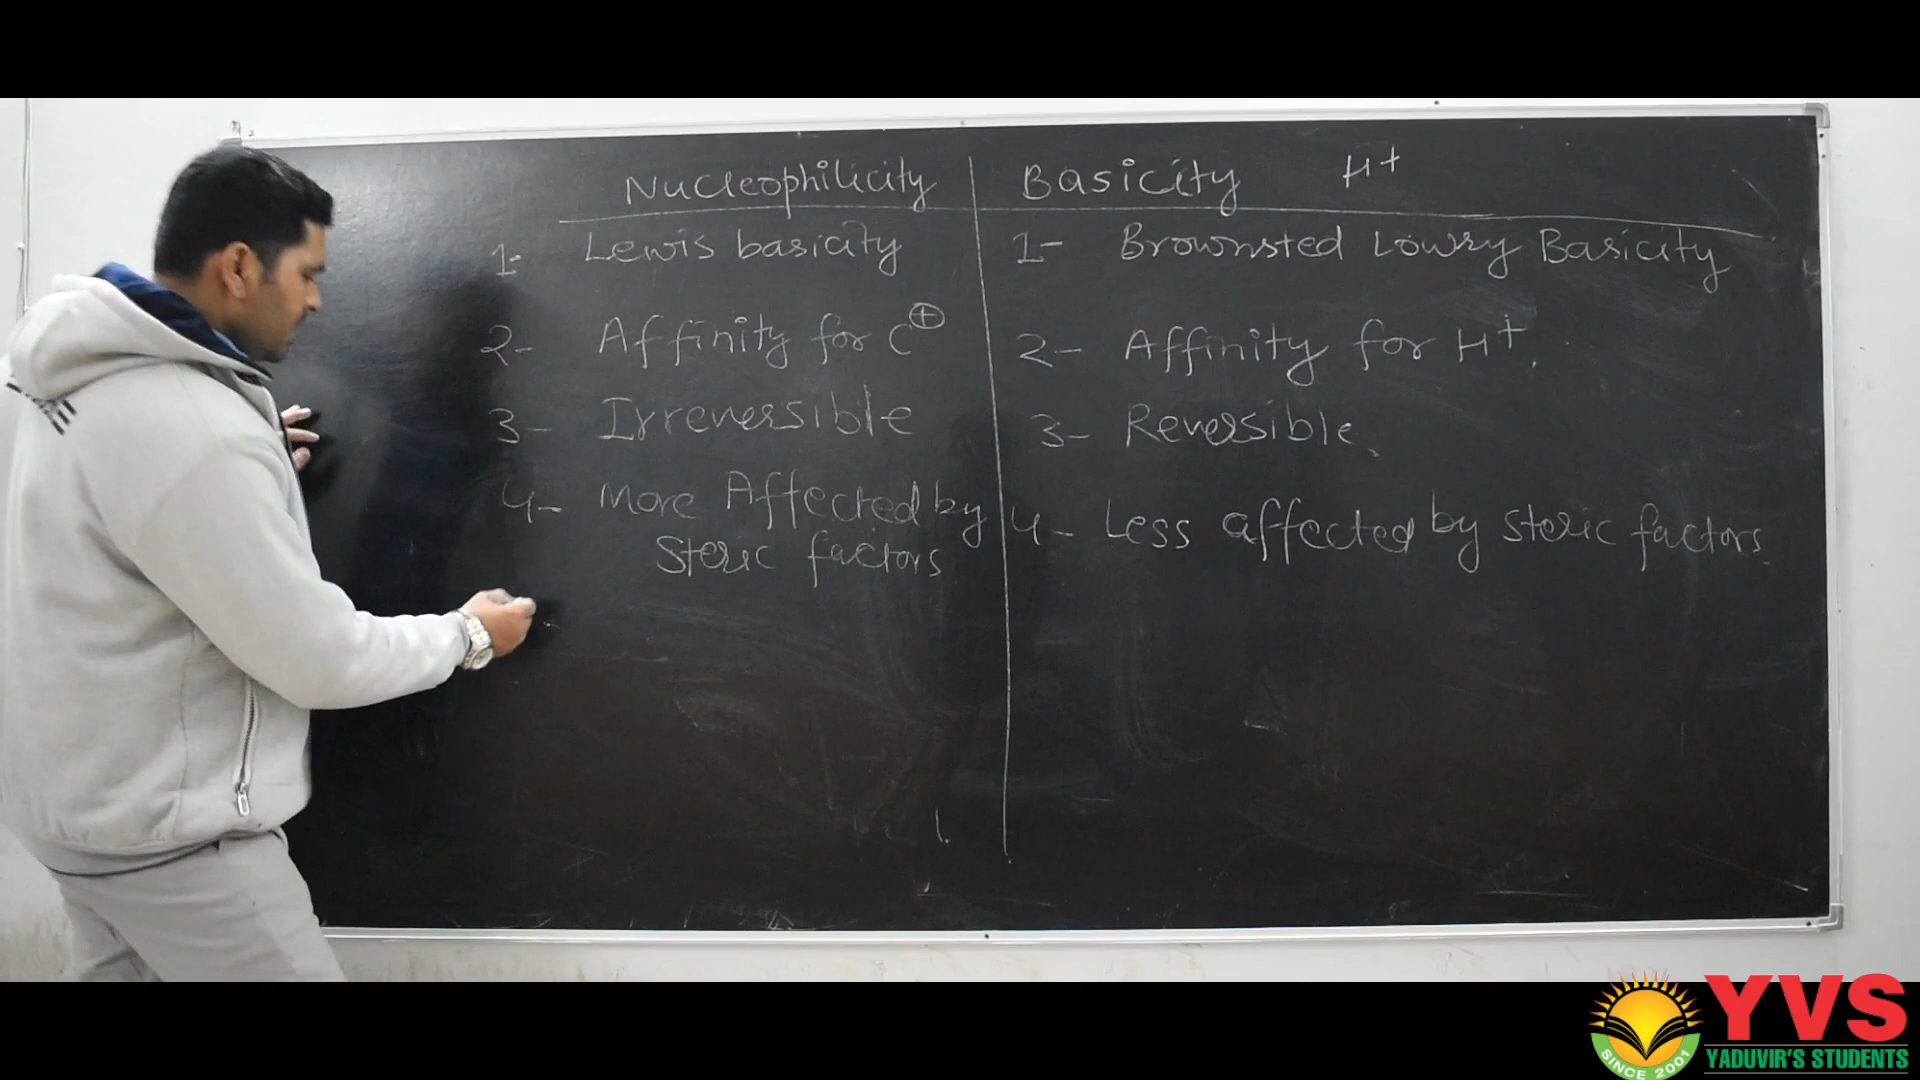 Nucleophilicity Basicity H+
1- Lewis basicity
1- Brownsted Lowry Basicity
2- Affinity for C⊕
2- Affinity for H+.
3- Irreversible
3- Reversible.
4- More Affected by
Steric factors
4- Less affected by steric factors
YVS
YADUVIR'S STUDENTS
SINCE 2001